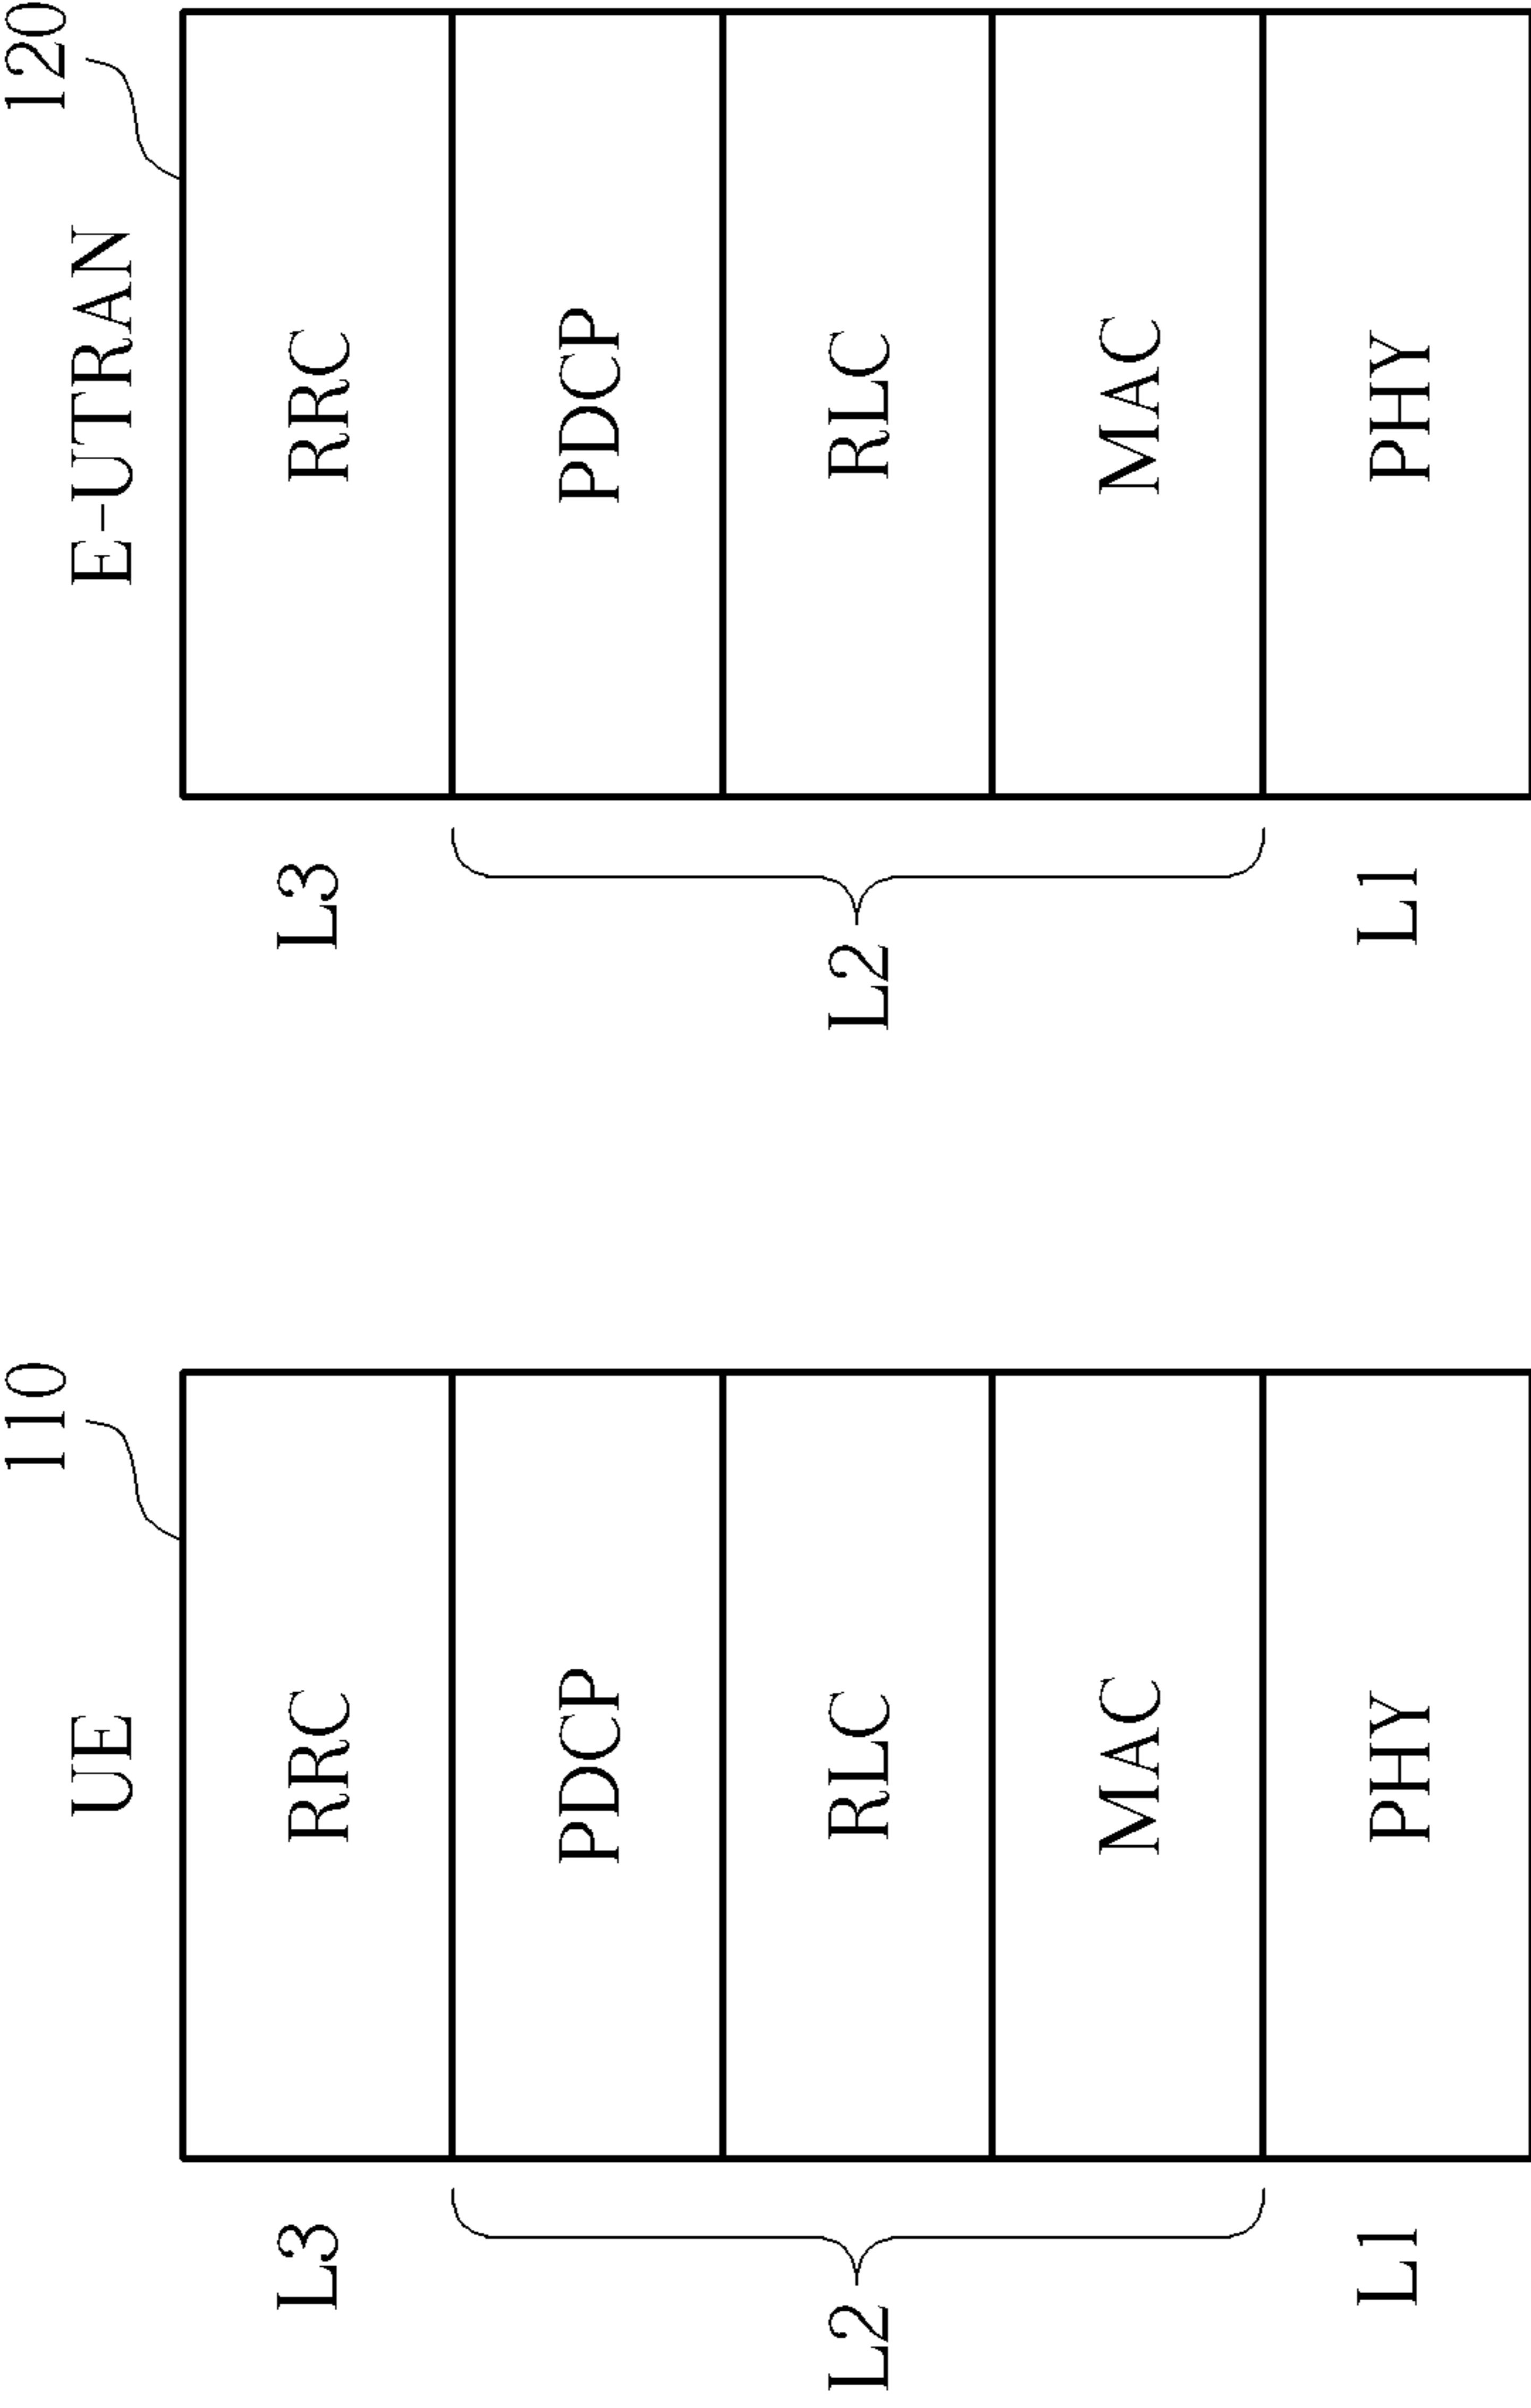 110
UE
L3
RRC
PDCP
L2
RLC
MAC
L1
PHY
120
E-UTRAN
L3
RRC
PDCP
L2
RLC
MAC
L1
PHY